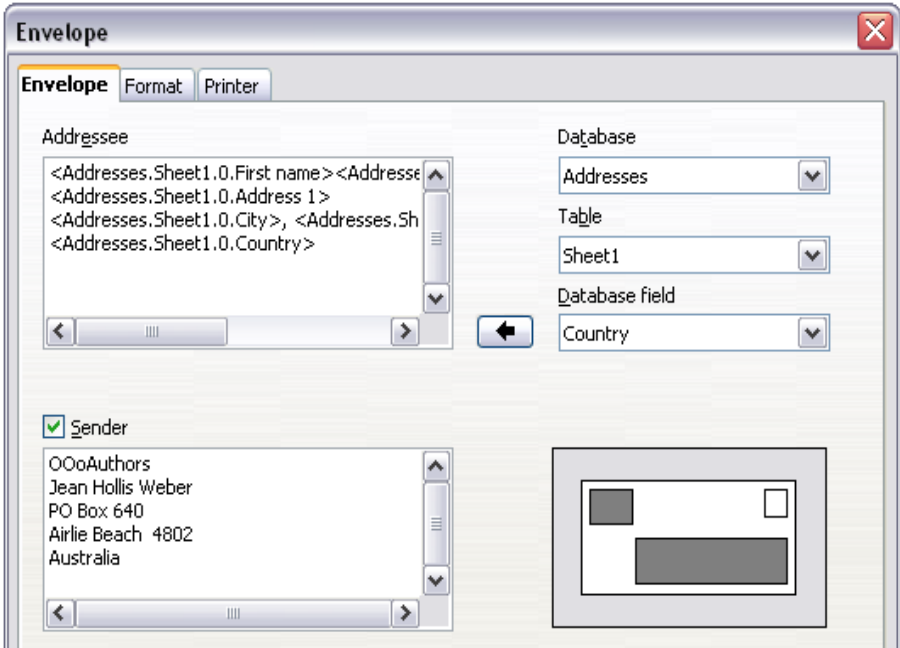 Envelope
Envelope Format Printer
Addressee
<Addresses.Sheet1.0.First name><Addresse
<Addresses.Sheet1.0.Address 1>
<Addresses.Sheet1.0.City>, <Addresses.Sh
<Addresses.Sheet1.0.Country>
Database
Addresses
Table
Sheet1
Database field
Country
Sender
OOoAuthors
Jean Hollis Weber
PO Box 640
Airlie Beach  4802
Australia